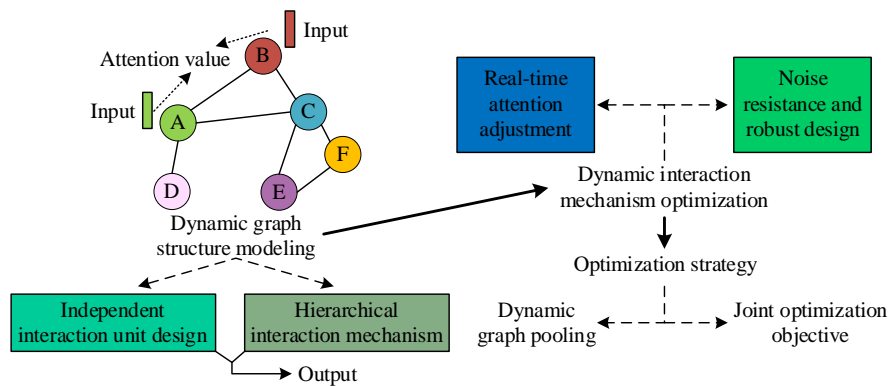 Input
B
Attention value
Input
A
C
F
D
E
Dynamic graph
structure modeling
Independent
interaction unit design
Hierarchical
interaction mechanism
Output
Real-time
attention
adjustment
Noise
resistance and
robust design
Dynamic interaction
mechanism optimization
Optimization strategy
Dynamic
graph pooling
Joint optimization
objective